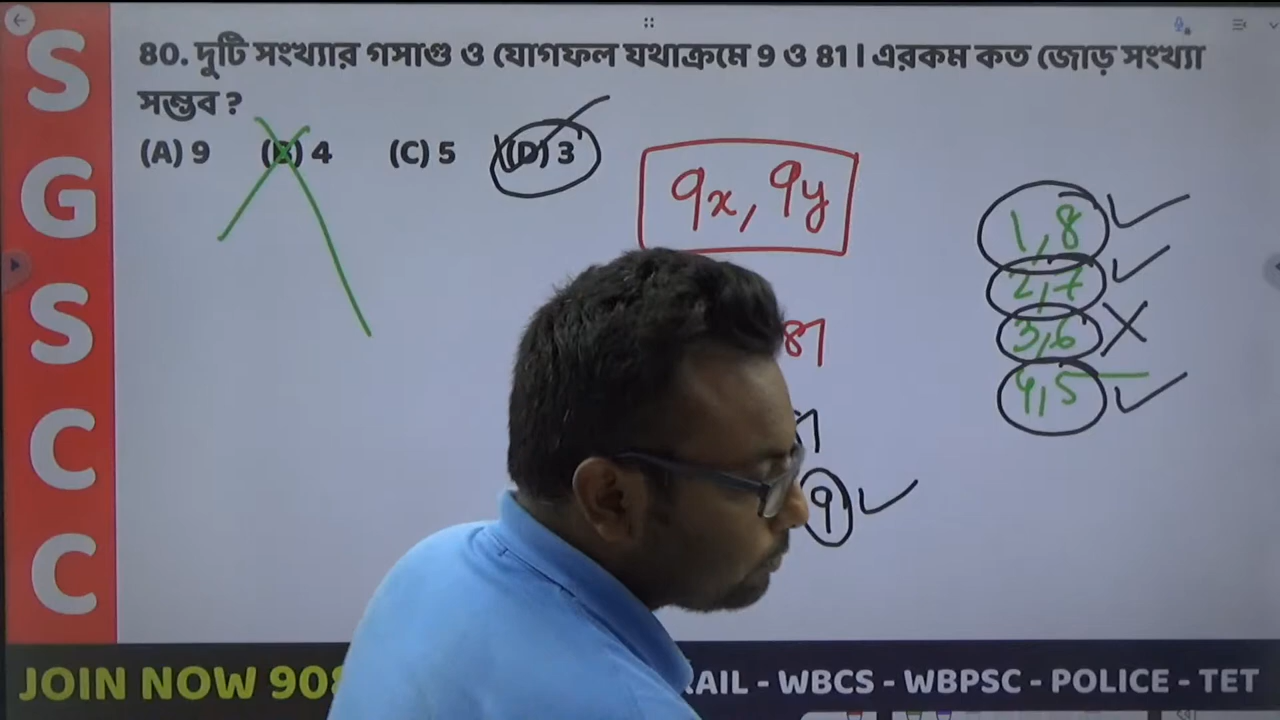 S
G
S
C
C
80. দুটি সংখ্যার গসাগু ও যোগফল যথাক্রমে 9 ও 81। এরকম কত জোড় সংখ্যা
সম্ভব ?
(A) 9 (B) 4 (C) 5 (D) 3
9x, 9y
1,8
2,7
3,6
4,5
81
9
JOIN NOW 908
RAIL - WBCS - WBPSC - POLICE - TET